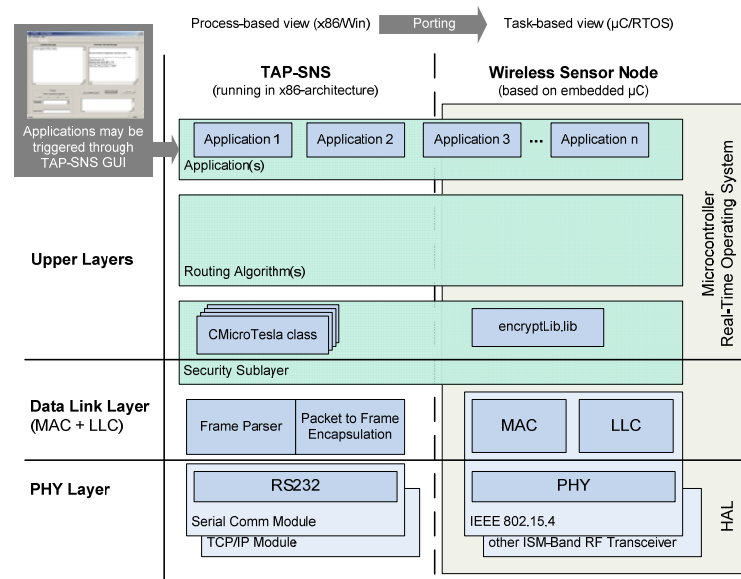 Process-based view (x86/Win)
Porting
Task-based view (µC/RTOS)
TAP-SNS
(running in x86-architecture)
Wireless Sensor Node
(based on embedded µC)
Applications may be
triggered through
TAP-SNS GUI
Application 1
Application 2
Application 3
...
Application n
Application(s)
Microcontroller
Real-Time Operating System
Upper Layers
Routing Algorithm(s)
CMicroTesla class
encryptLib.lib
Security Sublayer
Data Link Layer
(MAC + LLC)
Frame Parser
Packet to Frame
Encapsulation
MAC
LLC
PHY Layer
RS232
Serial Comm Module
TCP/IP Module
PHY
IEEE 802.15.4
other ISM-Band RF Transceiver
HAL